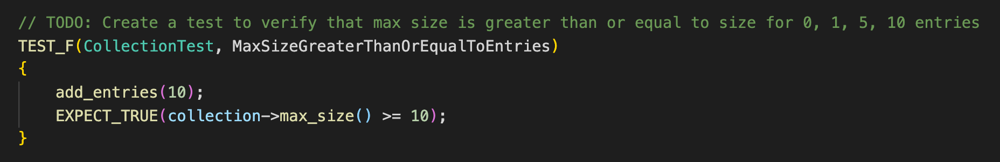 // TODO: Create a test to verify that max size is greater than or equal to size for 0, 1, 5, 10 entries
TEST_F(CollectionTest, MaxSizeGreaterThanOrEqualToEntries)
{
    add_entries(10);
    EXPECT_TRUE(collection->max_size() >= 10);
}